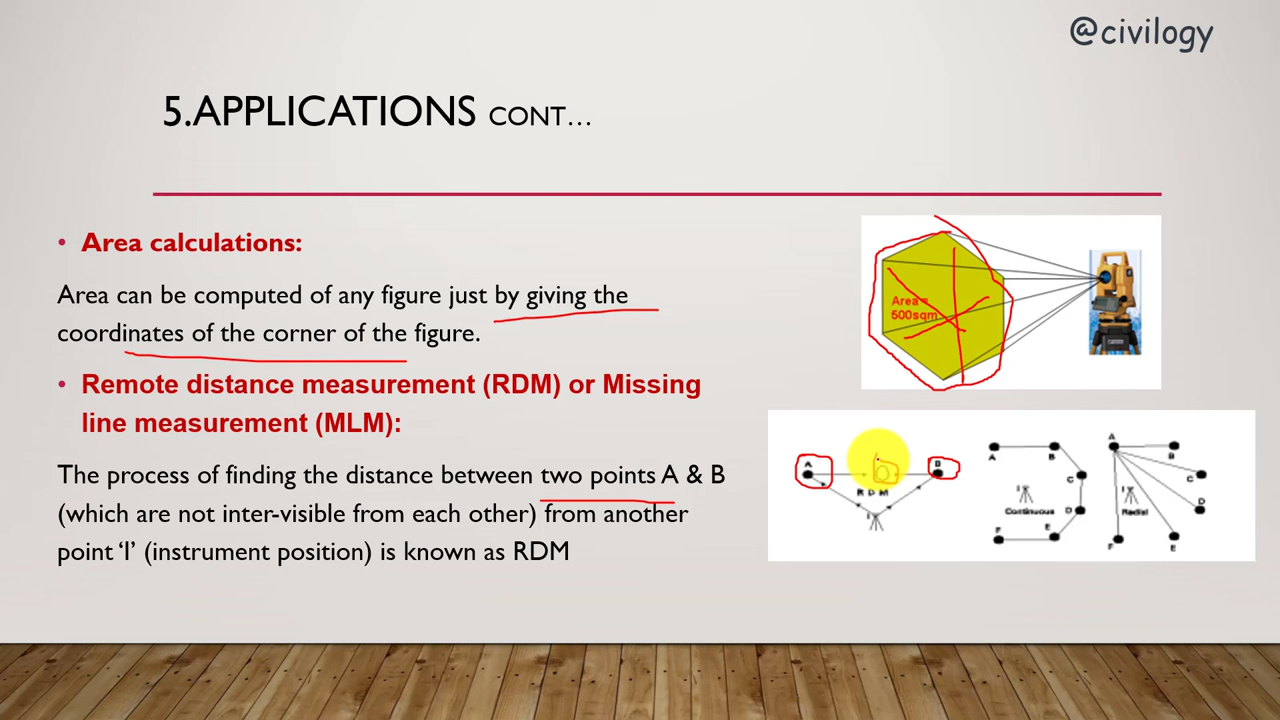 @civilogy
5.APPLICATIONS CONT…
• Area calculations:
Area can be computed of any figure just by giving the
coordinates of the corner of the figure.
• Remote distance measurement (RDM) or Missing
line measurement (MLM):
The process of finding the distance between two points A & B
(which are not inter-visible from each other) from another
point ‘I’ (instrument position) is known as RDM
Area =
500sqm
A B
R D M
I
A B
C
I
Continuous D
F E
A
B
C
I
Radial D
F E